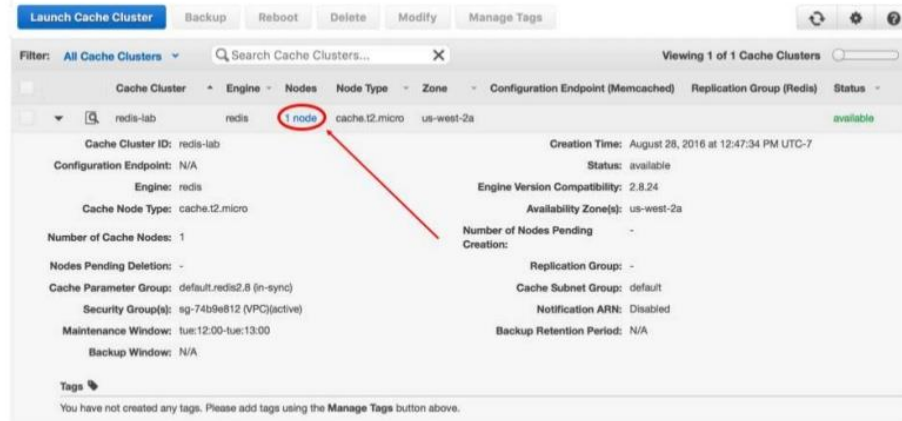 Launch Cache Cluster Backup Reboot Delete Modify Manage Tags
Filter: All Cache Clusters Search Cache Clusters... X Viewing 1 of 1 Cache Clusters
Cache Cluster Engine Nodes Node Type Zone Configuration Endpoint (Memcached) Replication Group (Redis) Status
redis-lab redis 1 node cache.t2.micro us-west-2a available
Cache Cluster ID: redis-lab Creation Time: August 28, 2016 at 12:47:34 PM UTC-7
Configuration Endpoint: N/A Status: available
Engine: redis Engine Version Compatibility: 2.8.24
Cache Node Type: cache.t2.micro Availability Zone(s): us-west-2a
Number of Cache Nodes: 1 Number of Nodes Pending Creation: -
Nodes Pending Deletion: - Replication Group: -
Cache Parameter Group: default.redis2.8 (in-sync) Cache Subnet Group: default
Security Group(s): sg-74b9e812 (VPC)(active) Notification ARN: Disabled
Maintenance Window: tue:12:00-tue:13:00 Backup Retention Period: N/A
Backup Window: N/A
Tags
You have not created any tags. Please add tags using the Manage Tags button above.